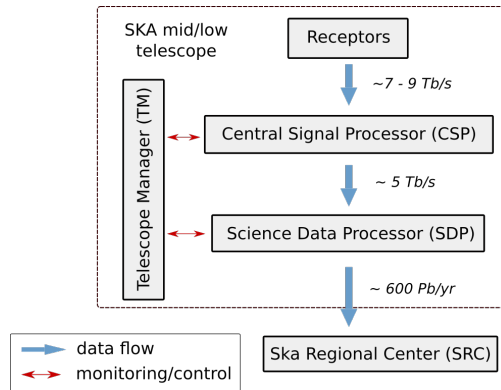 SKA mid/low
telescope
Receptors
~7 - 9 Tb/s
Telescope Manager (TM)
Central Signal Processor (CSP)
~ 5 Tb/s
Science Data Processor (SDP)
~ 600 Pb/yr
Ska Regional Center (SRC)
data flow
monitoring/control